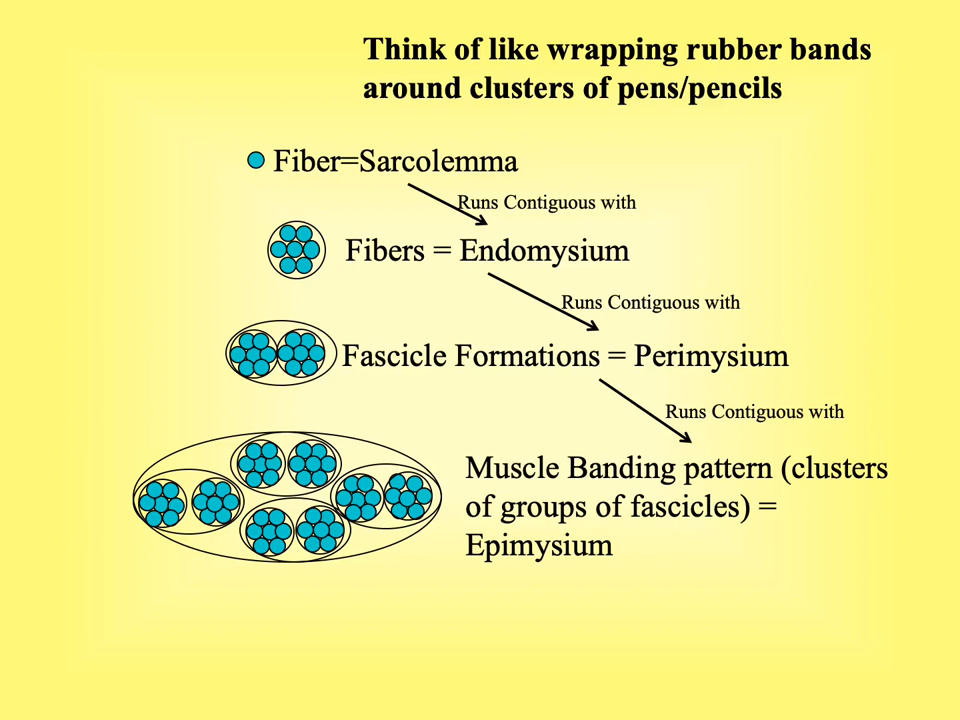 Think of like wrapping rubber bands
around clusters of pens/pencils
Fiber=Sarcolemma
Runs Contiguous with
Fibers = Endomysium
Runs Contiguous with
Fascicle Formations = Perimysium
Runs Contiguous with
Muscle Banding pattern (clusters
of groups of fascicles) =
Epimysium